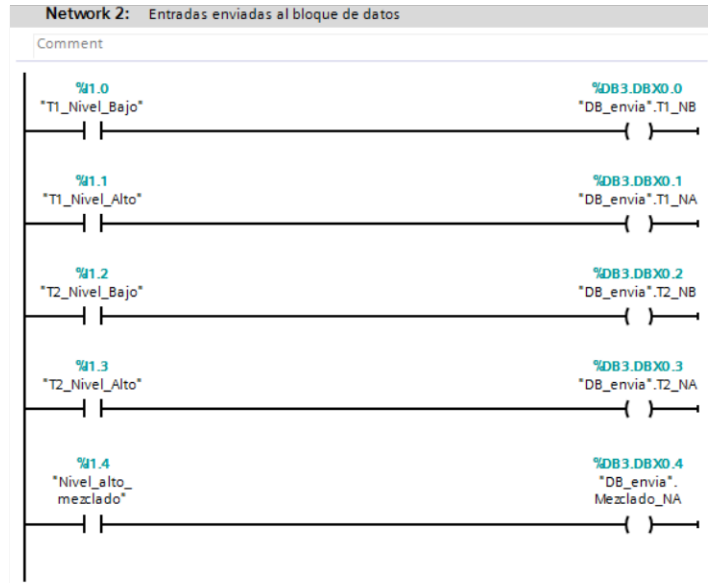 Network 2: Entradas enviadas al bloque de datos
Comment
%I1.0 %DB3.DBX0.0
"T1_Nivel_Bajo" "DB_envia".T1_NB
%I1.1 %DB3.DBX0.1
"T1_Nivel_Alto" "DB_envia".T1_NA
%I1.2 %DB3.DBX0.2
"T2_Nivel_Bajo" "DB_envia".T2_NB
%I1.3 %DB3.DBX0.3
"T2_Nivel_Alto" "DB_envia".T2_NA
%I1.4 %DB3.DBX0.4
"Nivel_alto_ "DB_envia".
mezclado" Mezclado_NA